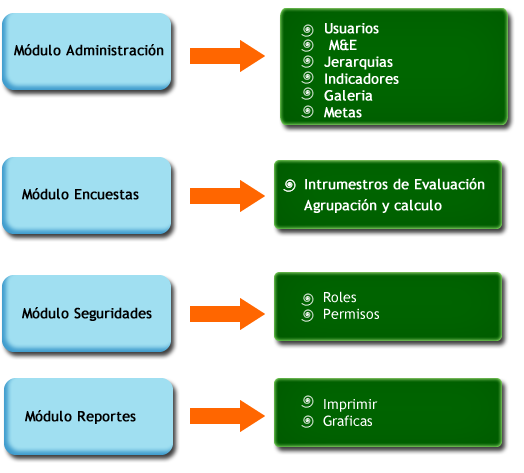 Módulo Administración
Usuarios
M&E
Jerarquias
Indicadores
Galeria
Metas
Módulo Encuestas
Intrumestros de Evaluación
Agrupación y calculo
Módulo Seguridades
Roles
Permisos
Módulo Reportes
Imprimir
Graficas